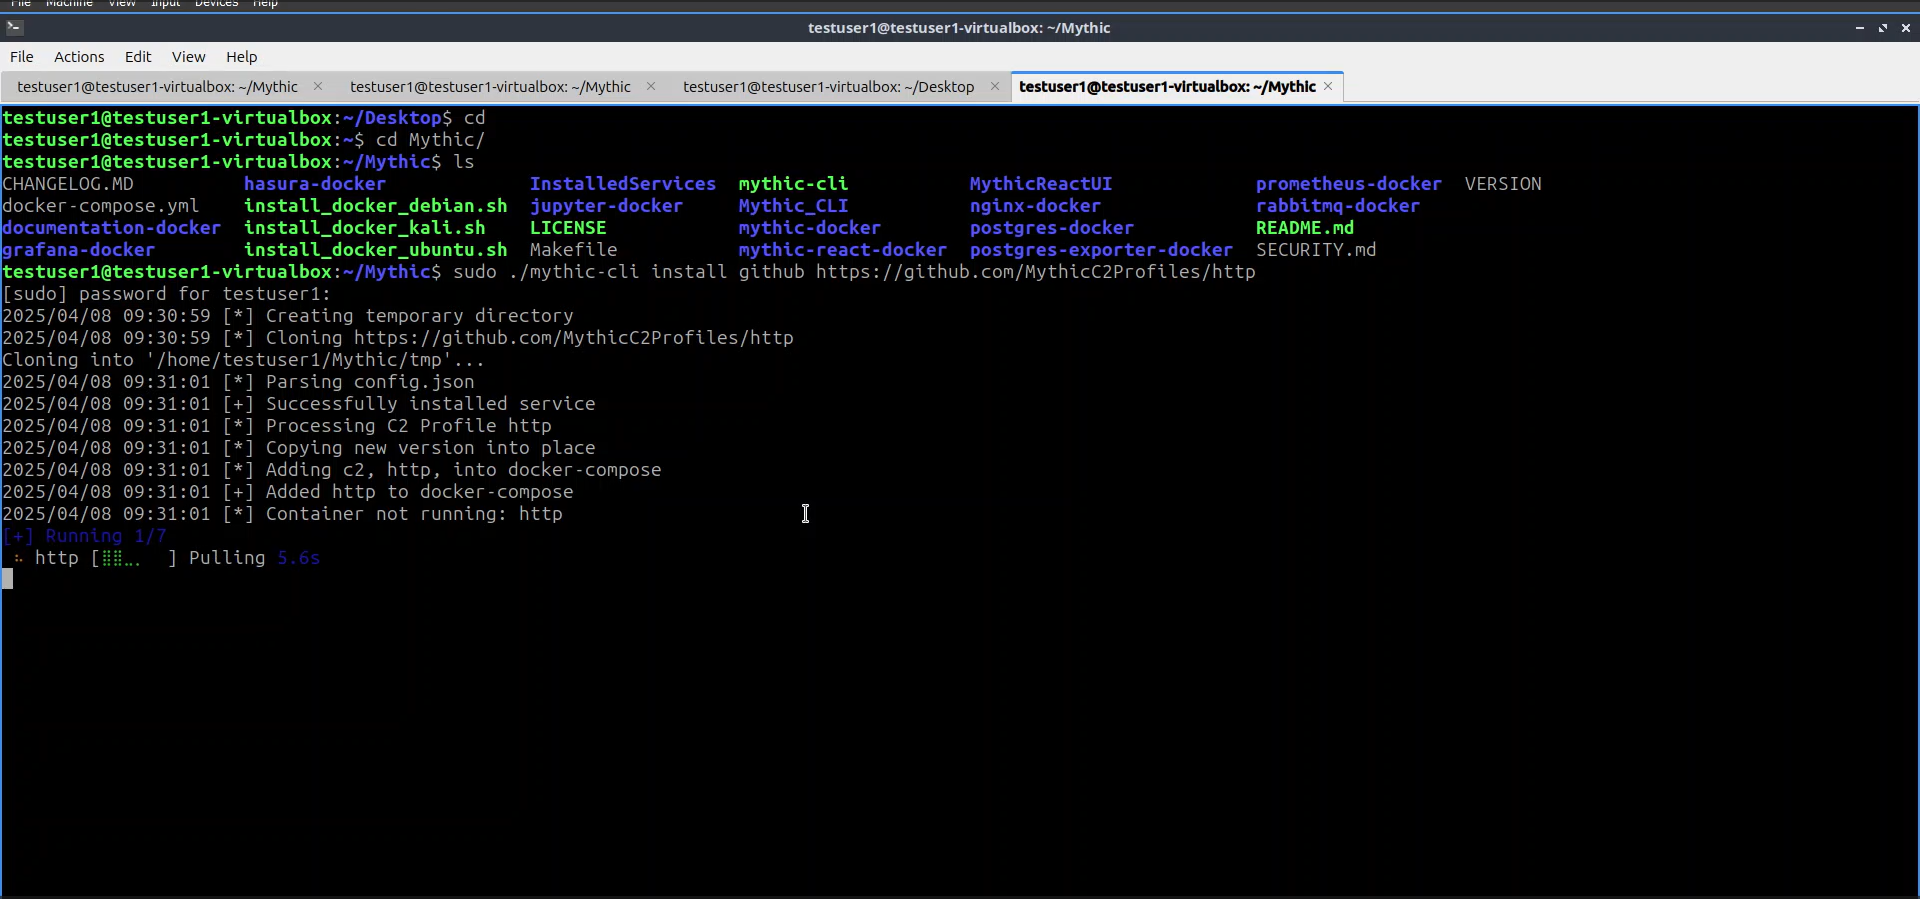 File Machine View Input Devices Help
testuser1@testuser1-virtualbox: ~/Mythic
File Actions Edit View Help
testuser1@testuser1-virtualbox: ~/Mythic testuser1@testuser1-virtualbox: ~/Mythic testuser1@testuser1-virtualbox: ~/Desktop testuser1@testuser1-virtualbox: ~/Mythic
testuser1@testuser1-virtualbox:~/Desktop$ cd
testuser1@testuser1-virtualbox:~$ cd Mythic/
testuser1@testuser1-virtualbox:~/Mythic$ ls
CHANGELOG.MD hasura-docker InstalledServices mythic-cli MythicReactUI prometheus-docker VERSION
docker-compose.yml install_docker_debian.sh jupyter-docker Mythic_CLI nginx-docker rabbitmq-docker
documentation-docker install_docker_kali.sh LICENSE mythic-docker postgres-docker README.md
grafana-docker install_docker_ubuntu.sh Makefile mythic-react-docker postgres-exporter-docker SECURITY.md
testuser1@testuser1-virtualbox:~/Mythic$ sudo ./mythic-cli install github https://github.com/MythicC2Profiles/http
[sudo] password for testuser1:
2025/04/08 09:30:59 [*] Creating temporary directory
2025/04/08 09:30:59 [*] Cloning https://github.com/MythicC2Profiles/http
Cloning into '/home/testuser1/Mythic/tmp'...
2025/04/08 09:31:01 [*] Parsing config.json
2025/04/08 09:31:01 [+] Successfully installed service
2025/04/08 09:31:01 [*] Processing C2 Profile http
2025/04/08 09:31:01 [*] Copying new version into place
2025/04/08 09:31:01 [*] Adding c2, http, into docker-compose
2025/04/08 09:31:01 [+] Added http to docker-compose
2025/04/08 09:31:01 [*] Container not running: http
[+] Running 1/7
http [⣿⣿⣀⡀ ] Pulling 5.6s